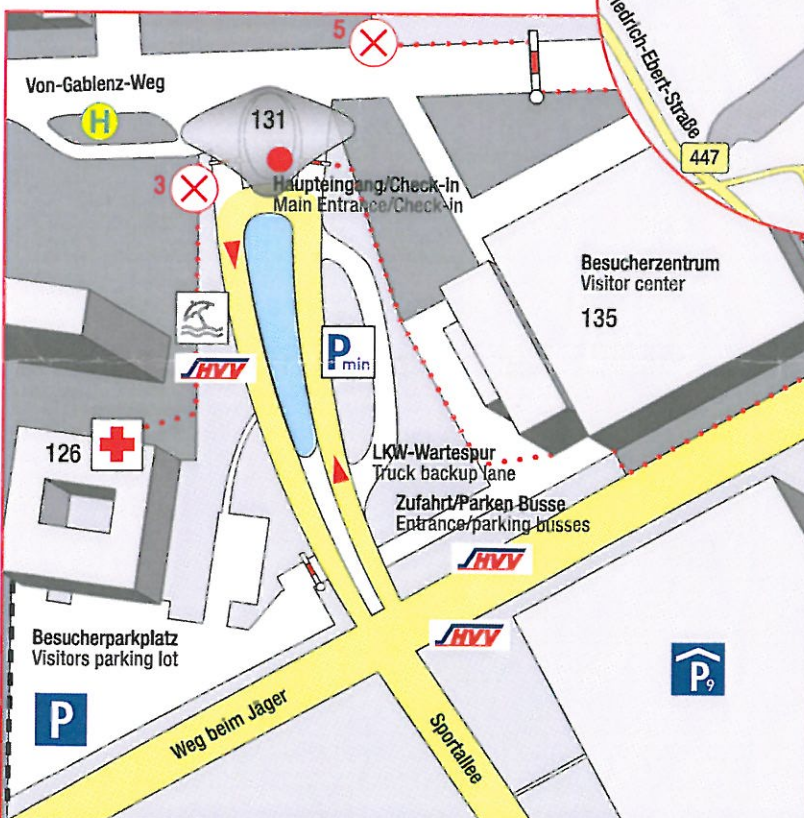 5
Friedrich-Ebert-Straße
447
Von-Gablenz-Weg
H
131
3
Haupteingang/Check-in
Main Entrance/Check-in
Besucherzentrum
Visitor center
135
P min
HVV
126
LKW-Wartespur
Truck backup lane
Zufahrt/Parken Busse
Entrance/parking busses
HVV
HVV
Besucherparkplatz
Visitors parking lot
P
P9
Weg beim Jäger
Sportallee